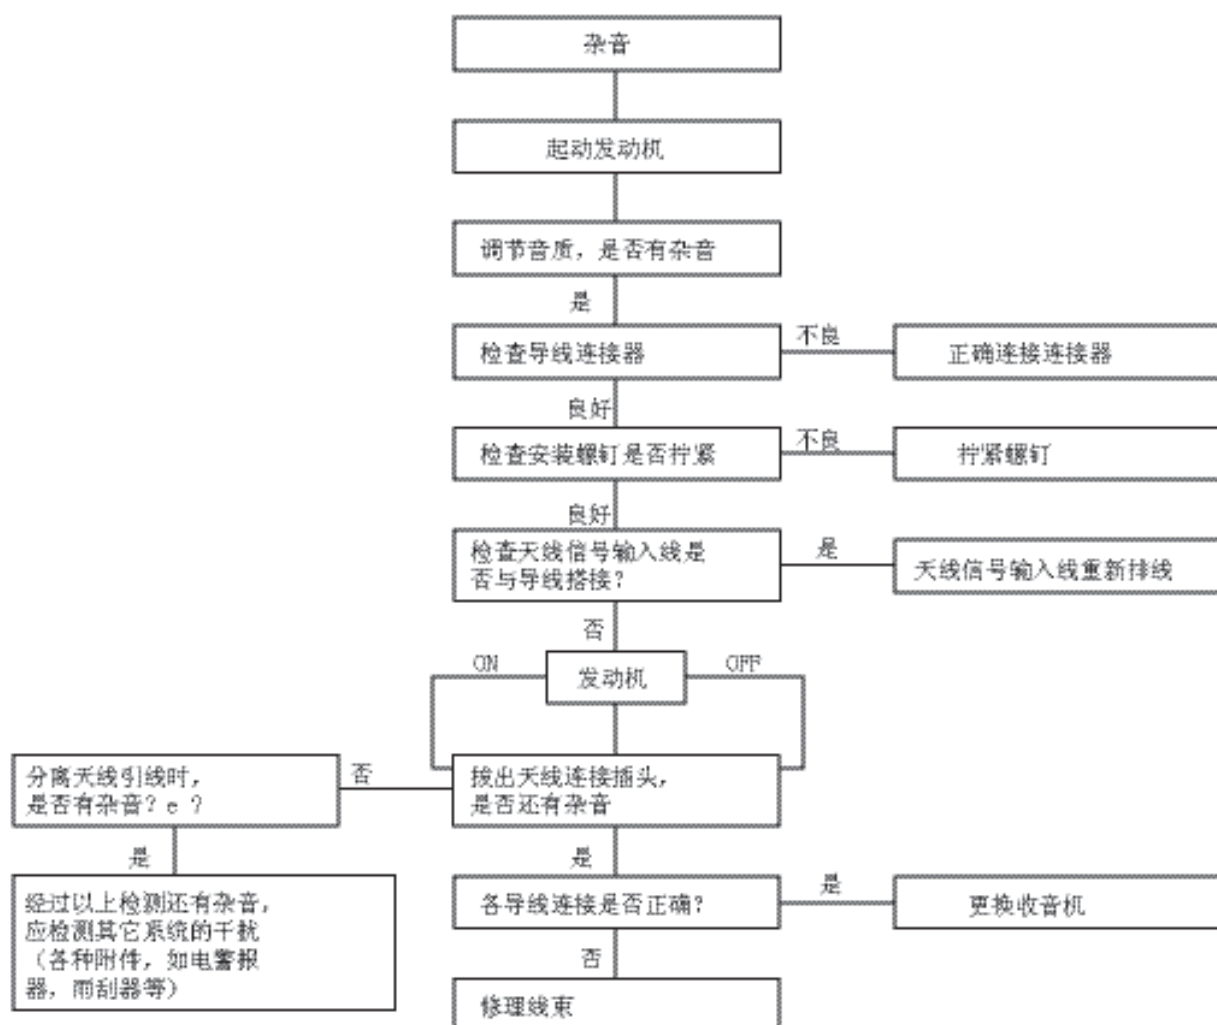 杂音
起动发动机
调节音质，是否有杂音
是
检查导线连接器
不良
正确连接连接器
良好
检查安装螺钉是否拧紧
不良
拧紧螺钉
良好
检查天线信号输入线是
否与导线搭接？
是
天线信号输入线重新排线
否
ON
发动机
OFF
分离天线引线时，
是否有杂音？e ？
否
拔出天线连接插头，
是否还有杂音
是
经过以上检测还有杂音，
应检测其它系统的干扰
（各种附件，如电警报
器，雨刮器等）
是
各导线连接是否正确？
是
更换收音机
否
修理线束